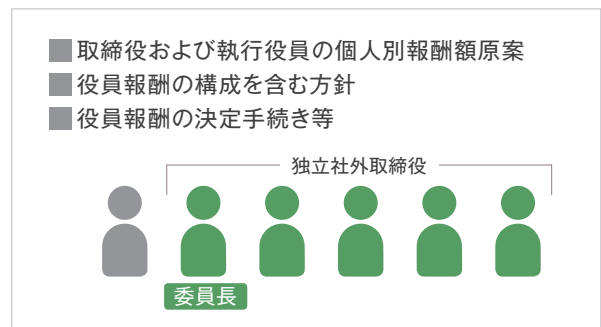 ■取締役および執行役員の個人別報酬額原案
■役員報酬の構成を含む方針
■役員報酬の決定手続き等
独立社外取締役
委員長